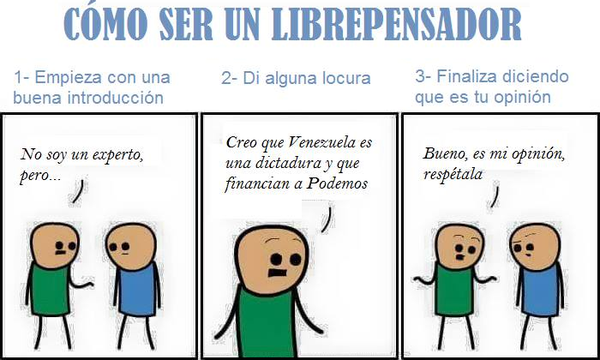 CÓMO SER UN LIBREPENSADOR
1- Empieza con una
buena introducción
2- Di alguna locura
3- Finaliza diciendo
que es tu opinión
No soy un experto,
pero...
Creo que Venezuela es
una dictadura y que
financian a Podemos
Bueno, es mi opinión,
respétala